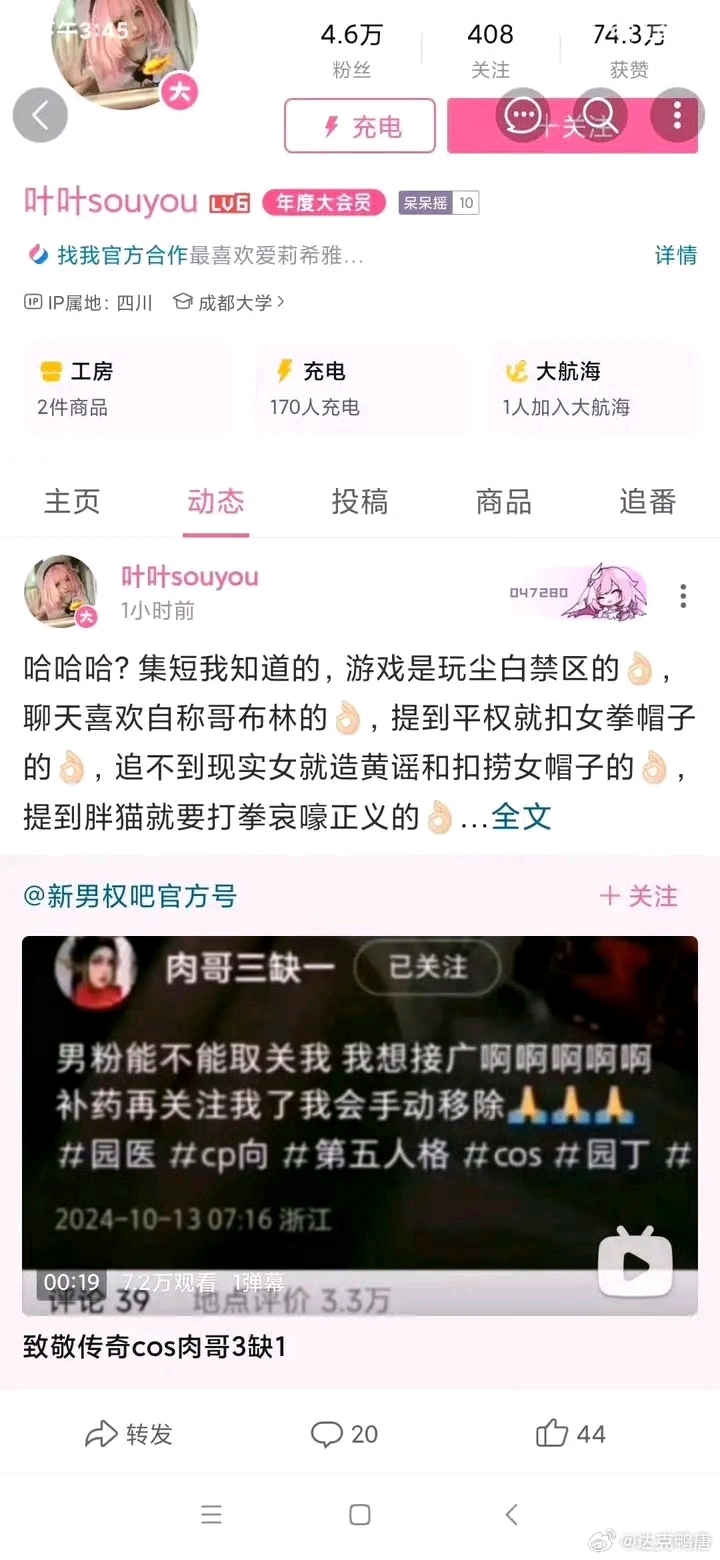 午3:45
4.6万
408
74.3万
粉丝
关注
获赞
大
充电
+关注
叶叶souyou LV6 年度大会员 呆呆摇 10
找我官方合作最喜欢爱莉希雅... 详情
IP IP属地：四川 成都大学
工房
2件商品
充电
170人充电
大航海
1人加入大航海
主页 动态 投稿 商品 追番
叶叶souyou
大
1小时前
047280
哈哈哈？集短我知道的，游戏是玩尘白禁区的👌🏻，
聊天喜欢自称哥布林的👌🏻，提到平权就扣女拳帽子
的👌🏻，追不到现实女就造黄谣和扣捞女帽子的👌🏻，
提到胖猫就要打拳哀嚎正义的👌🏻...全文
@新男权吧官方号 + 关注
肉哥三缺一 已关注
男粉能不能取关我 我想接广啊啊啊啊啊
补药再关注我了我会手动移除🙏🙏🙏
#园医 #cp向 #第五人格 #cos #园丁 #
2024-10-13 07:16 浙江
00:19 7.2万观看 1弹幕
评论 39 地点评价 3.3万
致敬传奇cos肉哥3缺1
转发 20 44
@达克鸭唐